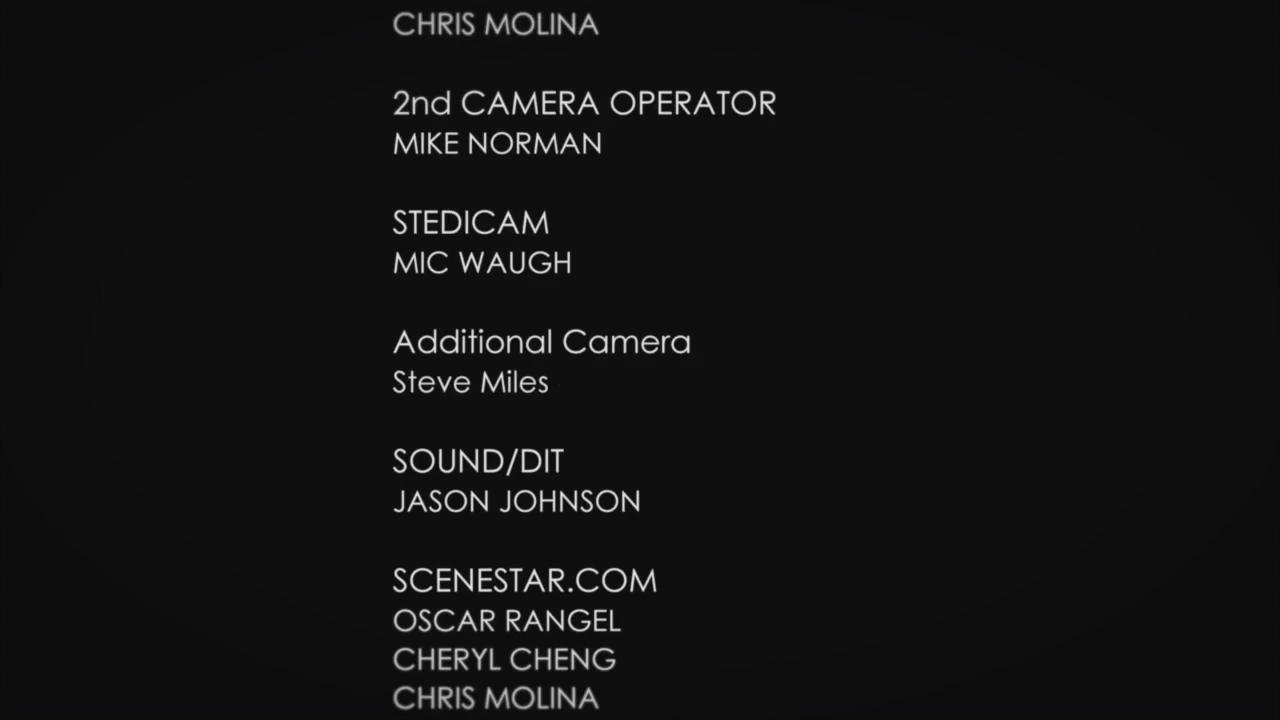 CHRIS MOLINA
2nd CAMERA OPERATOR
MIKE NORMAN
STEDICAM
MIC WAUGH
Additional Camera
Steve Miles
SOUND/DIT
JASON JOHNSON
SCENESTAR.COM
OSCAR RANGEL
CHERYL CHENG
CHRIS MOLINA